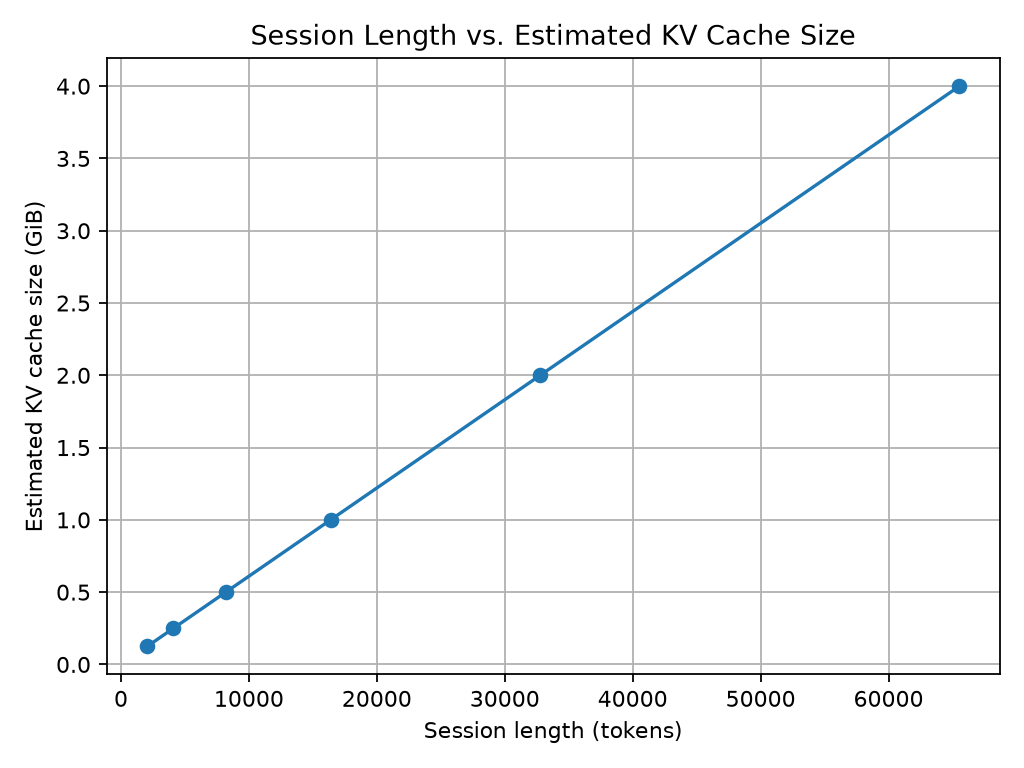 Session Length vs. Estimated KV Cache Size
4.0
3.5
3.0
2.5
2.0
1.5
1.0
0.5
0.0
Estimated KV cache size (GiB)
0 10000 20000 30000 40000 50000 60000
Session length (tokens)